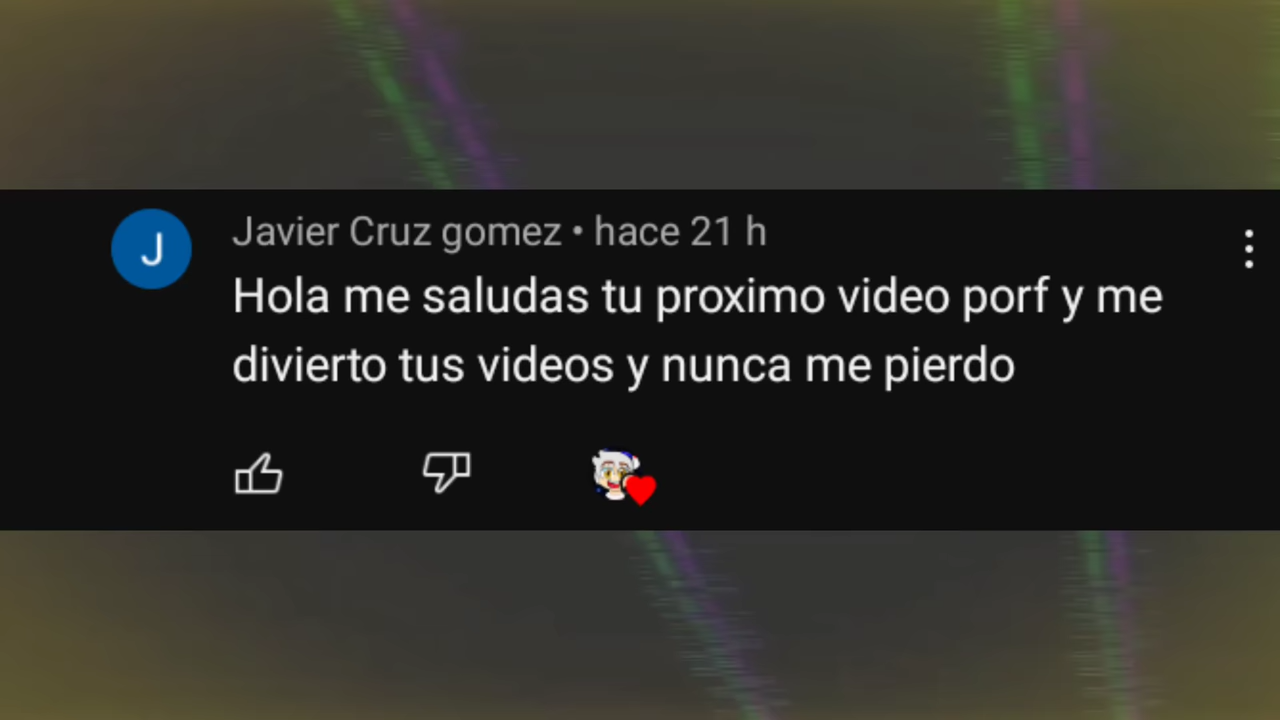 Javier Cruz gomez • hace 21 h
Hola me saludas tu proximo video porf y me
divierto tus videos y nunca me pierdo
J